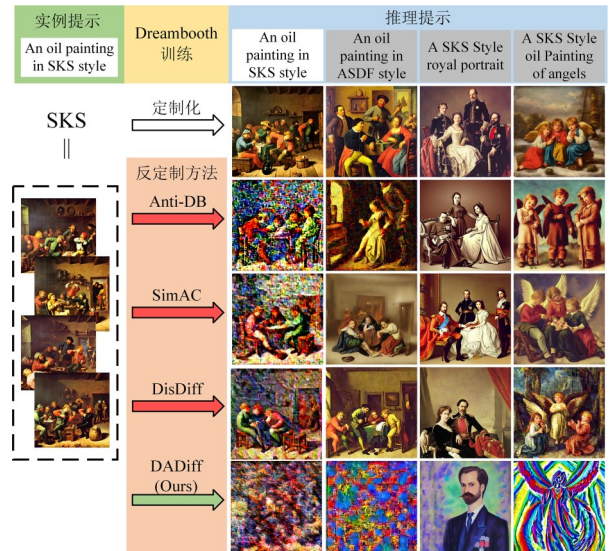 实例提示
An oil painting
in SKS style
Dreambooth
训练
推理提示
An oil
painting in
SKS style
An oil
painting in
ASDF style
A SKS Style
royal portrait
A SKS Style
oil Painting
of angels
SKS
||
定制化
反定制方法
Anti-DB
SimAC
DisDiff
DADiff
(Ours)